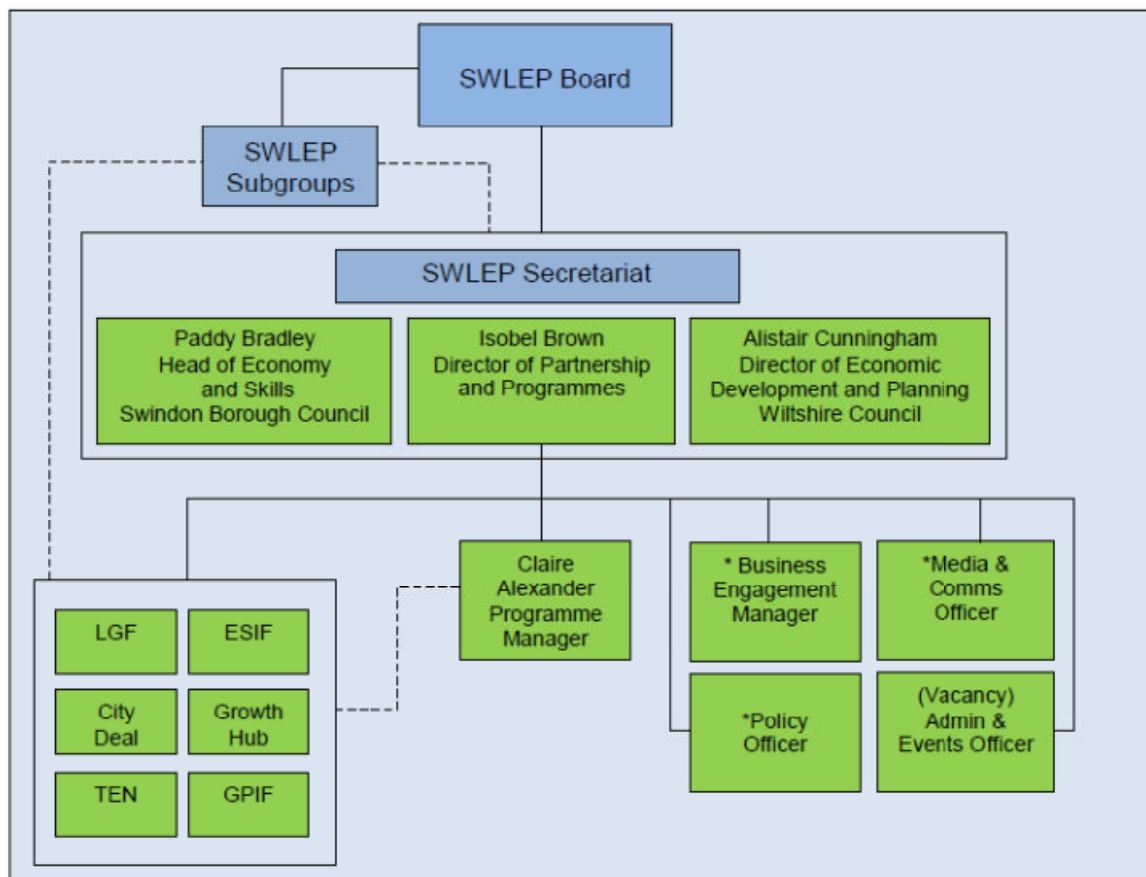 SWLEP Board
SWLEP
Subgroups
SWLEP Secretariat
Paddy Bradley
Head of Economy
and Skills
Swindon Borough Council
Isobel Brown
Director of Partnership
and Programmes
Alistair Cunningham
Director of Economic
Development and Planning
Wiltshire Council
Claire
Alexander
Programme
Manager
* Business
Engagement
Manager
*Media &
Comms
Officer
LGF
ESIF
City
Deal
Growth
Hub
TEN
GPIF
*Policy
Officer
(Vacancy)
Admin &
Events Officer